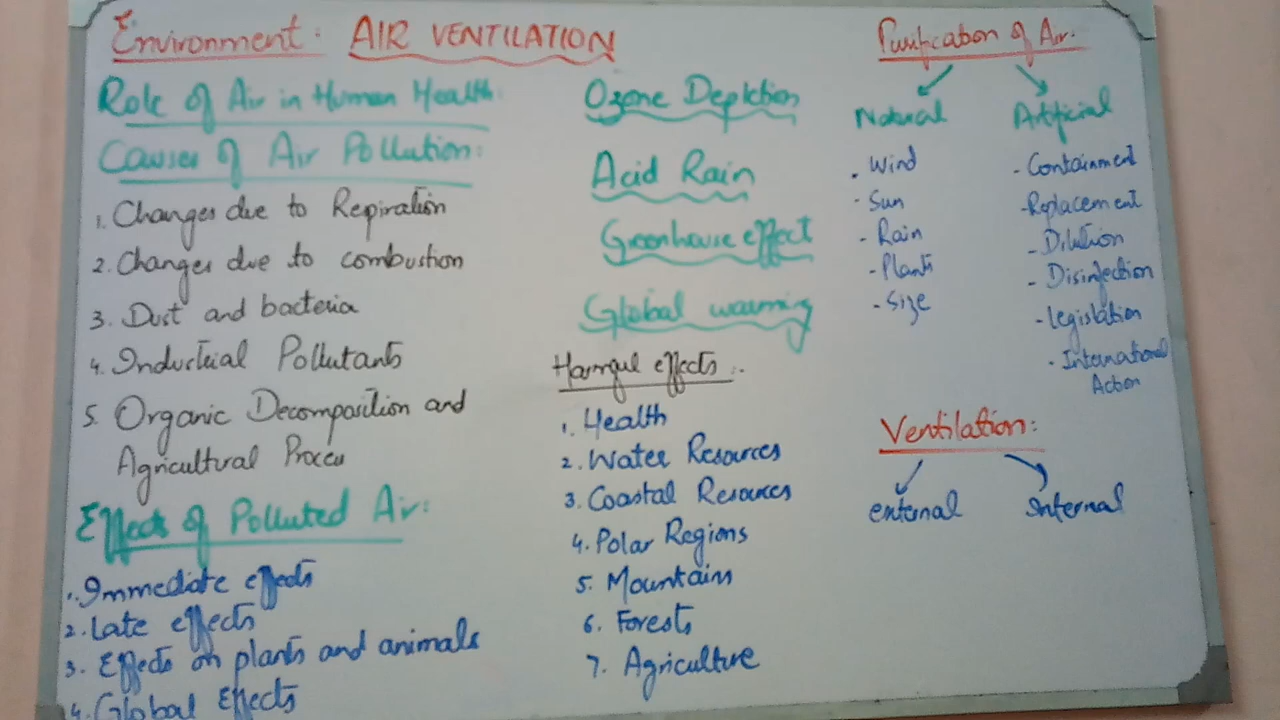 Environment: AIR VENTILATION
Role of Air in Human Health:
Causes of Air Pollution:
1. Changes due to Repiration
2. Changes due to combustion
3. Dust and bacteria
4. Industrial Pollutants
5. Organic Decomposition and
Agricultural Process
Effects of Polluted Air:
1. Immediate effects
2. Late effects
3. Effects on plants and animals
4. Global Effects
Ozone Depletion
Acid Rain
Greenhouse effect
Global warming
Harmful effects:
1. Health
2. Water Resources
3. Coastal Resources
4. Polar Regions
5. Mountains
6. Forests
7. Agriculture
Purification of Air:
Natural
- Wind
- Sun
- Rain
- Plants
- Size
Artificial
- Containment
- Replacement
- Dilution
- Disinfection
- legislation
- International
Action
Ventilation:
external
Internal